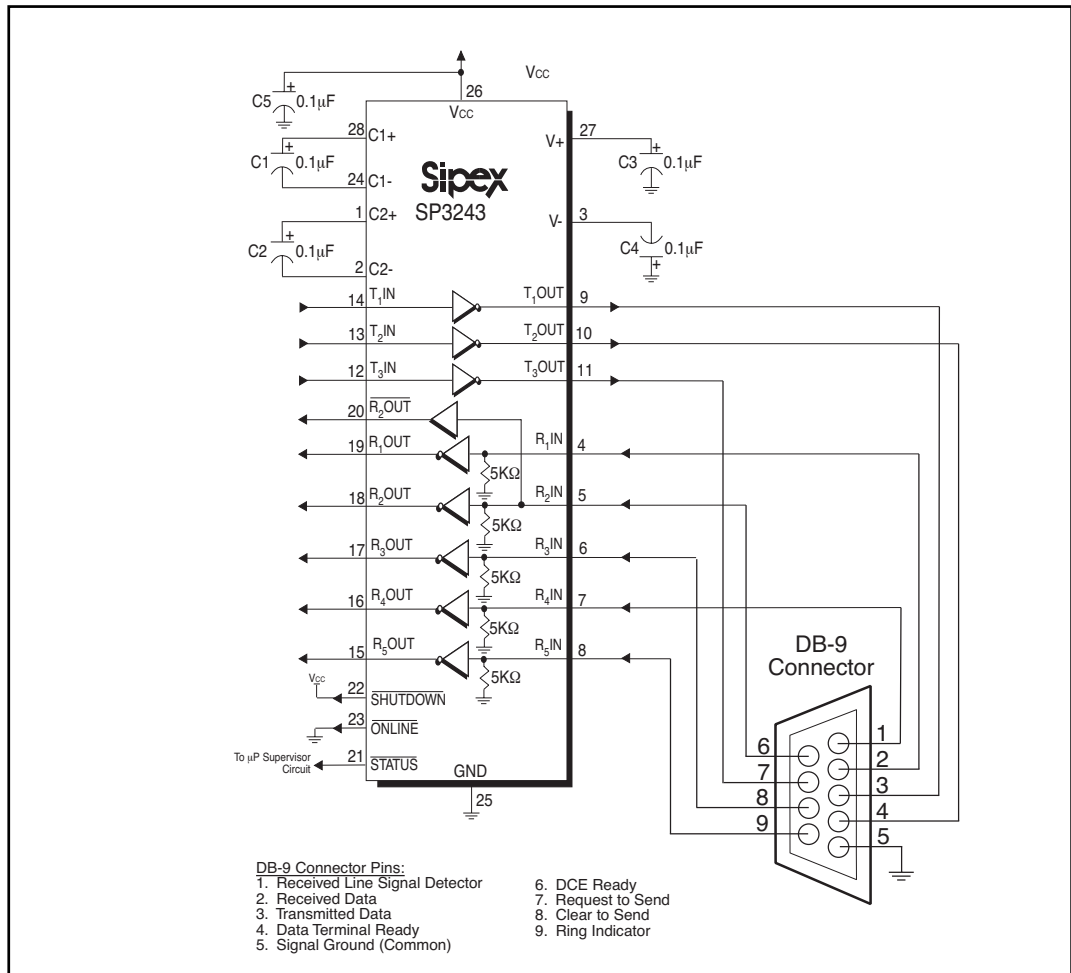 VCC
26
VCC
C5 + 0.1µF
28 C1+
C1 + 0.1µF
24 C1-
1 C2+
C2 + 0.1µF
2 C2-
Sipex
SP3243
V+ 27
C3 + 0.1µF
V- 3
C4 0.1µF +
14 T1IN T1OUT 9
13 T2IN T2OUT 10
12 T3IN T3OUT 11
20 R2OUT
19 R1OUT R1IN 4
5KΩ
18 R2OUT R2IN 5
5KΩ
17 R3OUT R3IN 6
5KΩ
16 R4OUT R4IN 7
5KΩ
15 R5OUT R5IN 8
5KΩ
VCC
22 SHUTDOWN
23 ONLINE
To µP Supervisor
Circuit
21 STATUS
GND
25
DB-9
Connector
6
7
8
9
1
2
3
4
5
DB-9 Connector Pins:
1. Received Line Signal Detector
2. Received Data
3. Transmitted Data
4. Data Terminal Ready
5. Signal Ground (Common)
6. DCE Ready
7. Request to Send
8. Clear to Send
9. Ring Indicator